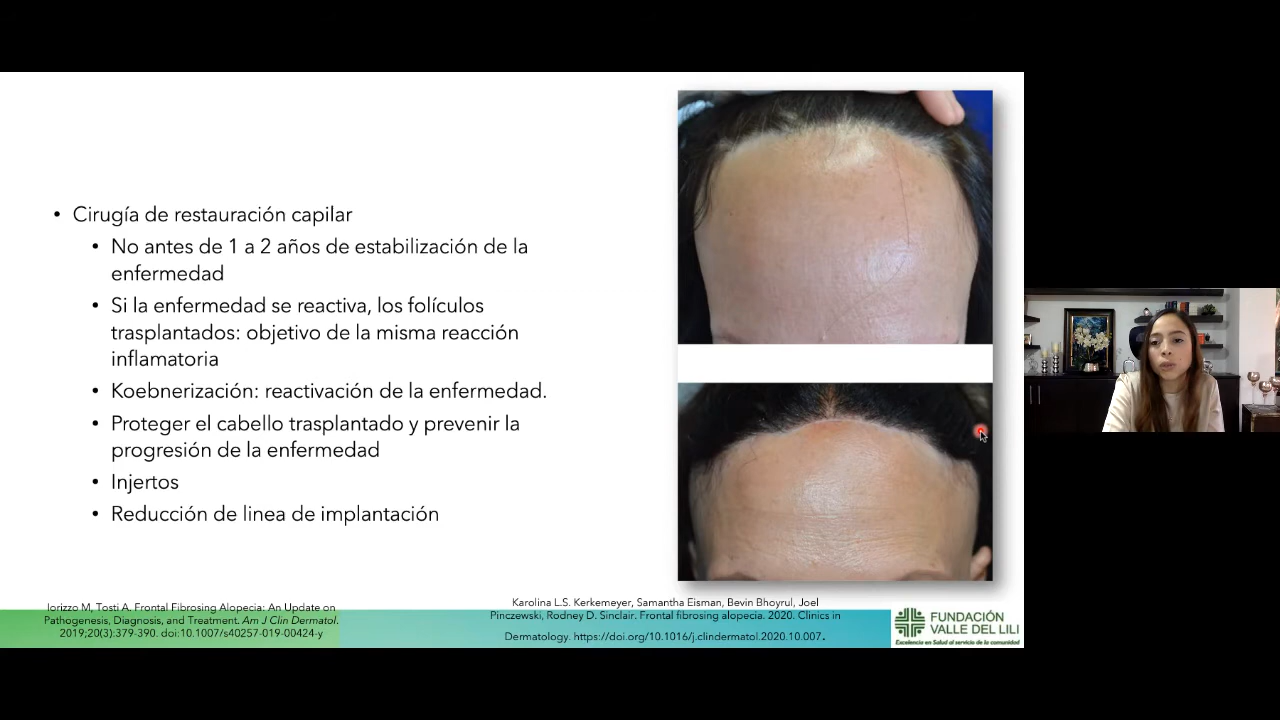 • Cirugía de restauración capilar
• No antes de 1 a 2 años de estabilización de la
enfermedad
• Si la enfermedad se reactiva, los folículos
trasplantados: objetivo de la misma reacción
inflamatoria
• Koebnerización: reactivación de la enfermedad.
• Proteger el cabello trasplantado y prevenir la
progresión de la enfermedad
• Injertos
• Reducción de linea de implantación
Iorizzo M, Tosti A. Frontal Fibrosing Alopecia: An Update on
Pathogenesis, Diagnosis, and Treatment. Am J Clin Dermatol.
2019;20(3):379-390. doi:10.1007/s40257-019-00424-y
Karolina L.S. Kerkemeyer, Samantha Eisman, Bevin Bhoyrul, Joel
Pinczewski, Rodney D. Sinclair. Frontal fibrosing alopecia. 2020. Clinics in
Dermatology. https://doi.org/10.1016/j.clindermatol.2020.10.007.
FUNDACIÓN
VALLE DEL LILI
Excelencia en Salud al servicio de la comunidad